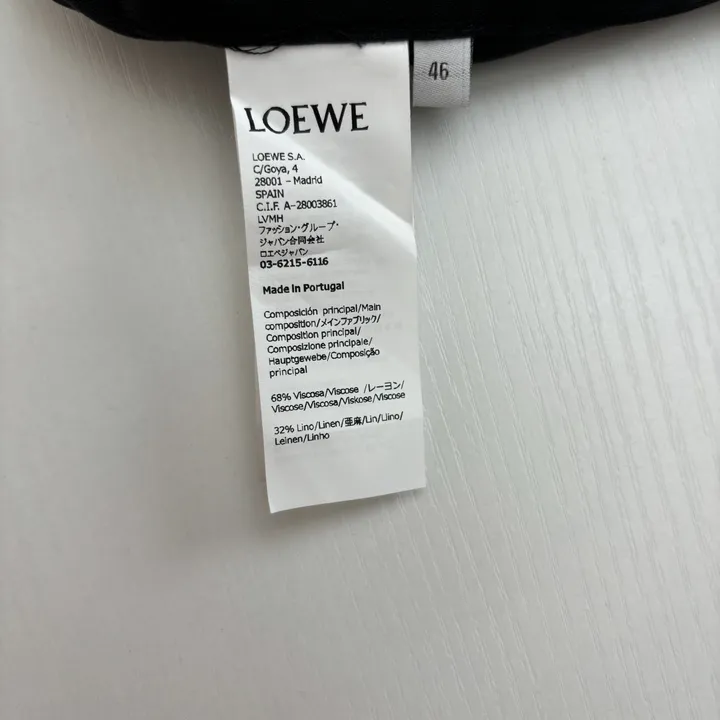 46
LOEWE
LOEWE S.A.
C/Goya, 4
28001 - Madrid
SPAIN
C.I.F. A-28003861
LVMH
ファッション・グループ・
ジャパン合同会社
ロエベジャパン
03-6215-6116
Made in Portugal
Composición principal/Main
composition/メインファブリック/
Composition principal/
Composizione principale/
Hauptgewebe/Composição
principal
68% Viscosa/Viscose /レーヨン/
Viscose/Viscosa/Viskose/Viscose
32% Lino/Linen/亜麻/Lin/Llino/
Leinen/Linho